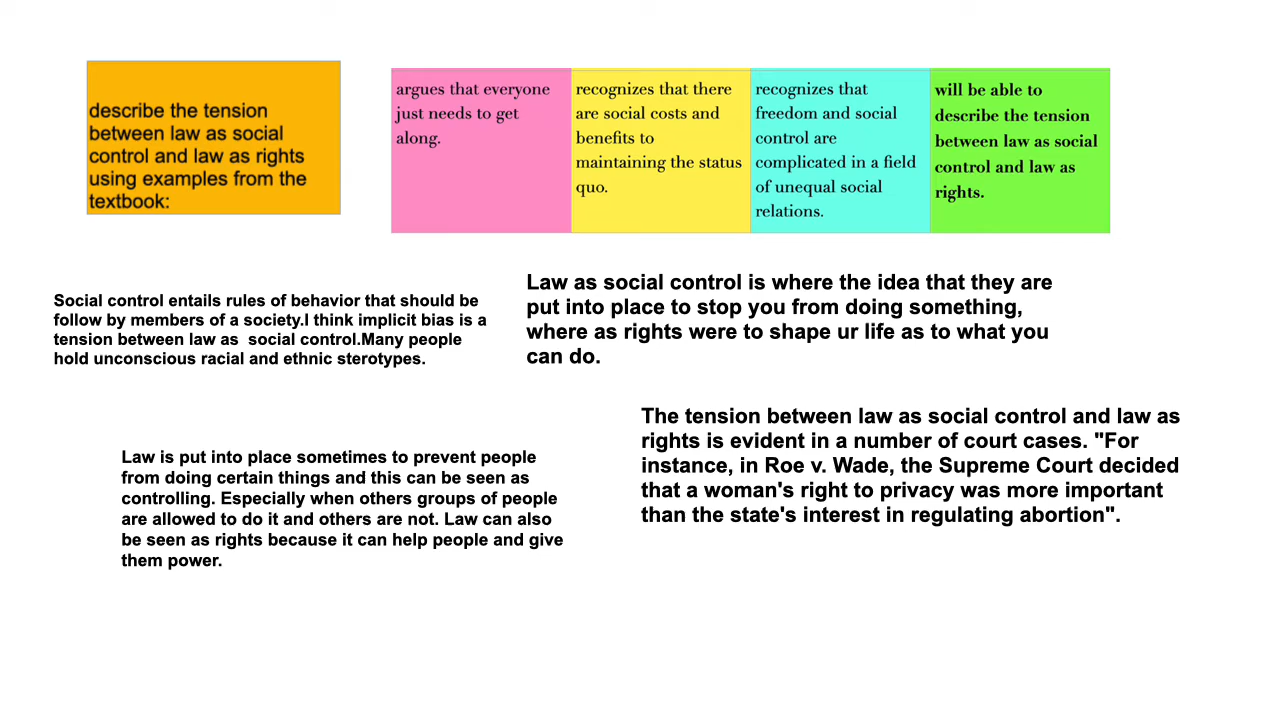 describe the tension
between law as social
control and law as rights
using examples from the
textbook:
argues that everyone
just needs to get
along.
recognizes that there
are social costs and
benefits to
maintaining the status
quo.
recognizes that
freedom and social
control are
complicated in a field
of unequal social
relations.
will be able to
describe the tension
between law as social
control and law as
rights.
Social control entails rules of behavior that should be
follow by members of a society.I think implicit bias is a
tension between law as social control.Many people
hold unconscious racial and ethnic sterotypes.
Law as social control is where the idea that they are
put into place to stop you from doing something,
where as rights were to shape ur life as to what you
can do.
Law is put into place sometimes to prevent people
from doing certain things and this can be seen as
controlling. Especially when others groups of people
are allowed to do it and others are not. Law can also
be seen as rights because it can help people and give
them power.
The tension between law as social control and law as
rights is evident in a number of court cases. "For
instance, in Roe v. Wade, the Supreme Court decided
that a woman's right to privacy was more important
than the state's interest in regulating abortion".